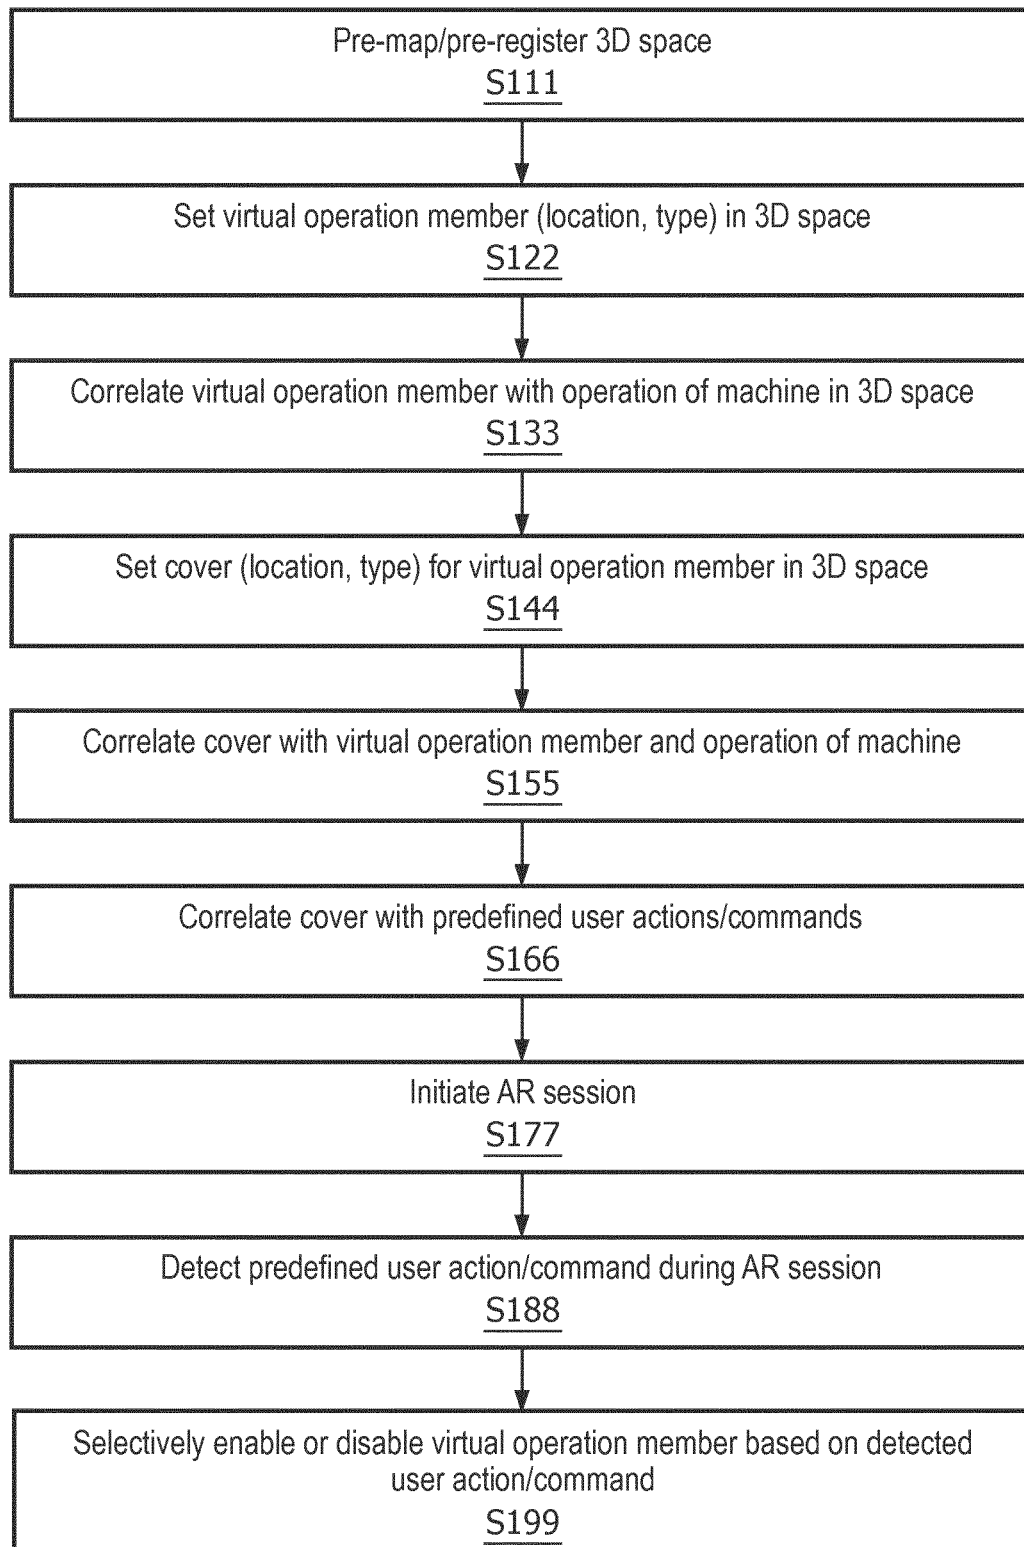 Pre-map/pre-register 3D space
S111
Set virtual operation member (location, type) in 3D space
S122
Correlate virtual operation member with operation of machine in 3D space
S133
Set cover (location, type) for virtual operation member in 3D space
S144
Correlate cover with virtual operation member and operation of machine
S155
Correlate cover with predefined user actions/commands
S166
Initiate AR session
S177
Detect predefined user action/command during AR session
S188
Selectively enable or disable virtual operation member based on detected
user action/command
S199